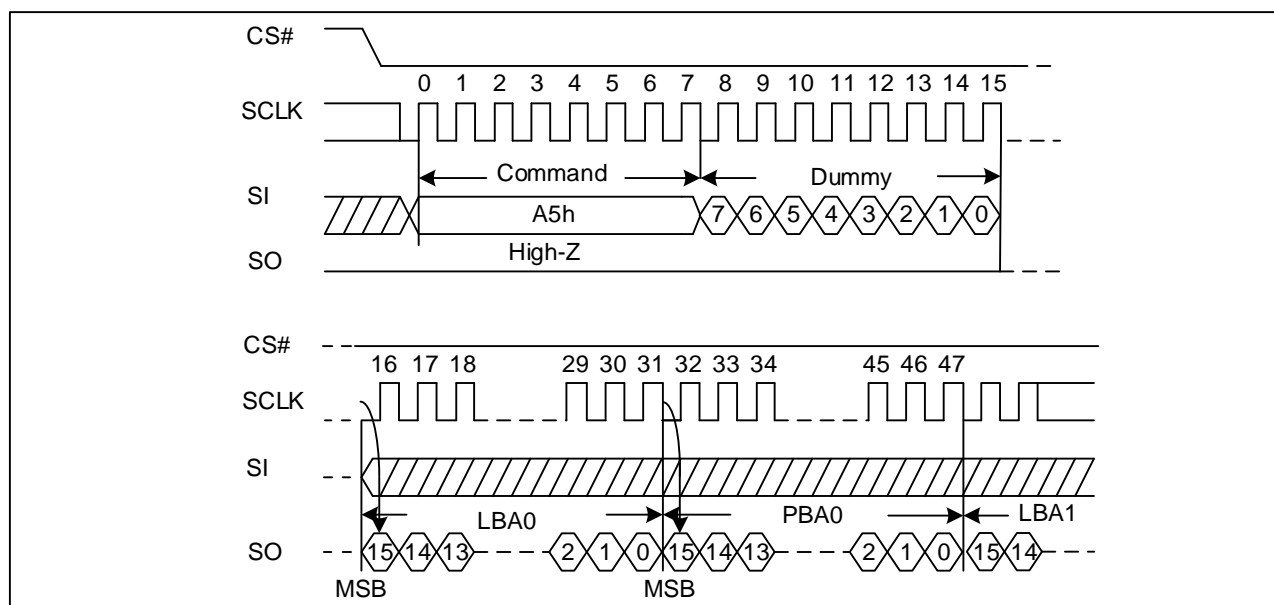 CS#
0 1 2 3 4 5 6 7 8 9 10 11 12 13 14 15
SCLK
Command Dummy
SI
A5h 7 6 5 4 3 2 1 0
High-Z
SO
CS#
16 17 18 29 30 31 32 33 34 45 46 47
SCLK
SI
LBA0 PBA0 LBA1
SO 15 14 13 2 1 0 15 14 13 2 1 0 15 14
MSB MSB